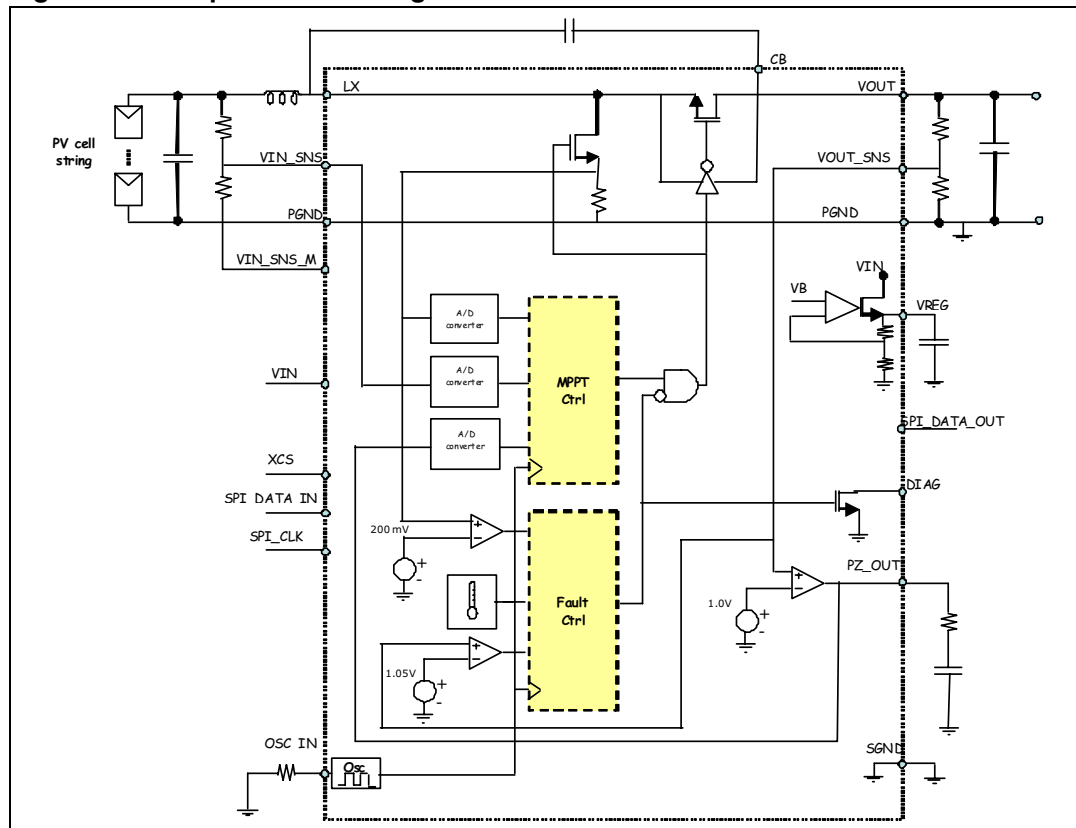 CB
LX
VOUT
PV cell
string
VIN_SNS
VOUT_SNS
PGND
PGND
VIN_SNS_M
VIN
VB
VREG
A/D
converter
A/D
converter
MPPT
Ctrl
VIN
A/D
converter
SPI_DATA_OUT
XCS
DIAG
SPI DATA IN
+
-
200 mV
SPI_CLK
+
-
PZ_OUT
+
-
Fault
Ctrl
1.0V
+
-
+
-
1.05V
+
-
OSC IN
Osc
SGND